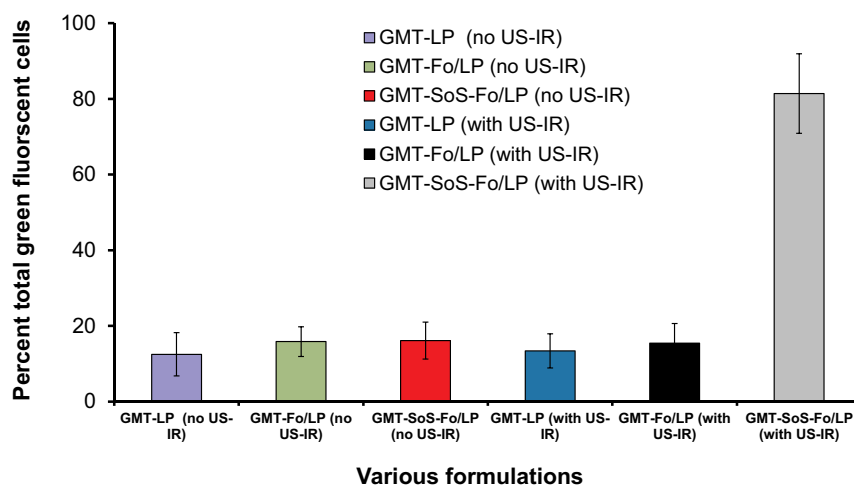 Percent total green fluorscent cells
100
80
60
40
20
0
GMT-LP (no US-IR)
GMT-Fo/LP (no US-IR)
GMT-SoS-Fo/LP (no US-IR)
GMT-LP (with US-IR)
GMT-Fo/LP (with US-IR)
GMT-SoS-Fo/LP (with US-IR)
GMT-LP (no US-
IR)
GMT-Fo/LP (no
US-IR)
GMT-SoS-Fo/LP
(no US-IR)
GMT-LP (with US-
IR)
GMT-Fo/LP (with
US-IR)
GMT-SoS-Fo/LP
(with US-IR)
Various formulations